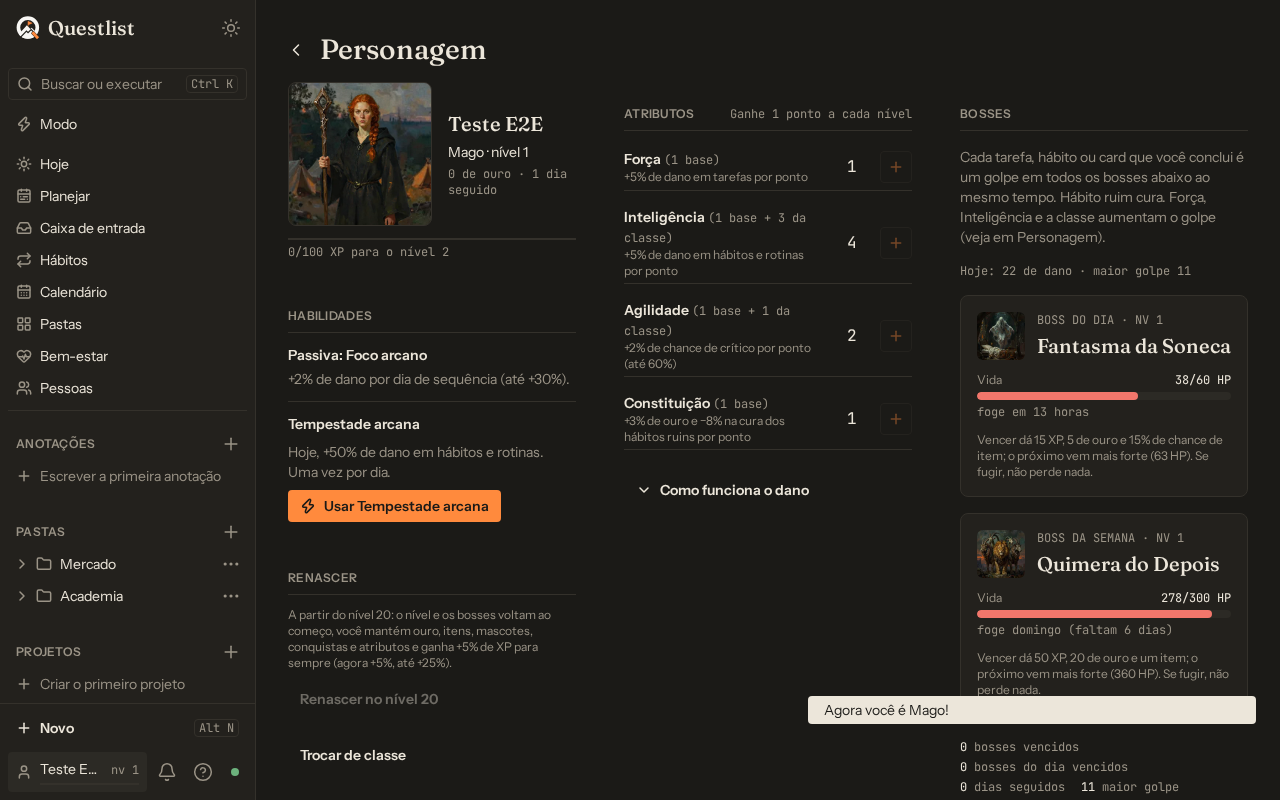 Questlist
Buscar ou executar Ctrl K
Modo
Hoje
Planejar
Caixa de entrada
Hábitos
Calendário
Pastas
Bem-estar
Pessoas
ANOTAÇÕES
Escrever a primeira anotação
PASTAS
Mercado
Academia
PROJETOS
Criar o primeiro projeto
Novo Alt N
Teste E... nv 1
Personagem
Teste E2E
Mago · nível 1
0 de ouro · 1 dia
seguido
0/100 XP para o nível 2
HABILIDADES
Passiva: Foco arcano
+2% de dano por dia de sequência (até +30%).
Tempestade arcana
Hoje, +50% de dano em hábitos e rotinas.
Uma vez por dia.
Usar Tempestade arcana
RENASCER
A partir do nível 20: o nível e os bosses voltam ao
começo, você mantém ouro, itens, mascotes,
conquistas e atributos e ganha +5% de XP para
sempre (agora +5%, até +25%).
Renascer no nível 20
Trocar de classe
ATRIBUTOS Ganhe 1 ponto a cada nível
Força (1 base) 1
+5% de dano em tarefas por ponto
Inteligência (1 base + 3 da
classe) 4
+5% de dano em hábitos e rotinas
por ponto
Agilidade (1 base + 1 da
classe) 2
+2% de chance de crítico por ponto
(até 60%)
Constituição (1 base) 1
+3% de ouro e −8% na cura dos
hábitos ruins por ponto
Como funciona o dano
BOSSES
Cada tarefa, hábito ou card que você conclui é
um golpe em todos os bosses abaixo ao
mesmo tempo. Hábito ruim cura. Força,
Inteligência e a classe aumentam o golpe
(veja em Personagem).
Hoje: 22 de dano · maior golpe 11
BOSS DO DIA · NV 1
Fantasma da Soneca
Vida 38/60 HP
foge em 13 horas
Vencer dá 15 XP, 5 de ouro e 15% de chance de
item; o próximo vem mais forte (63 HP). Se
fugir, não perde nada.
BOSS DA SEMANA · NV 1
Quimera do Depois
Vida 278/300 HP
foge domingo (faltam 6 dias)
Vencer dá 50 XP, 20 de ouro e um item; o
próximo vem mais forte (360 HP). Se fugir, não
perde nada.
Agora você é Mago!
0 bosses vencidos
0 bosses do dia vencidos
0 dias seguidos 11 maior golpe